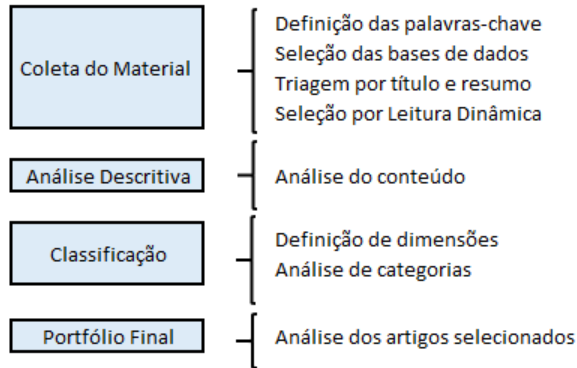 Coleta do Material
Definição das palavras-chave
Seleção das bases de dados
Triagem por título e resumo
Seleção por Leitura Dinâmica
Análise Descritiva
Análise do conteúdo
Classificação
Definição de dimensões
Análise de categorias
Portfólio Final
Análise dos artigos selecionados